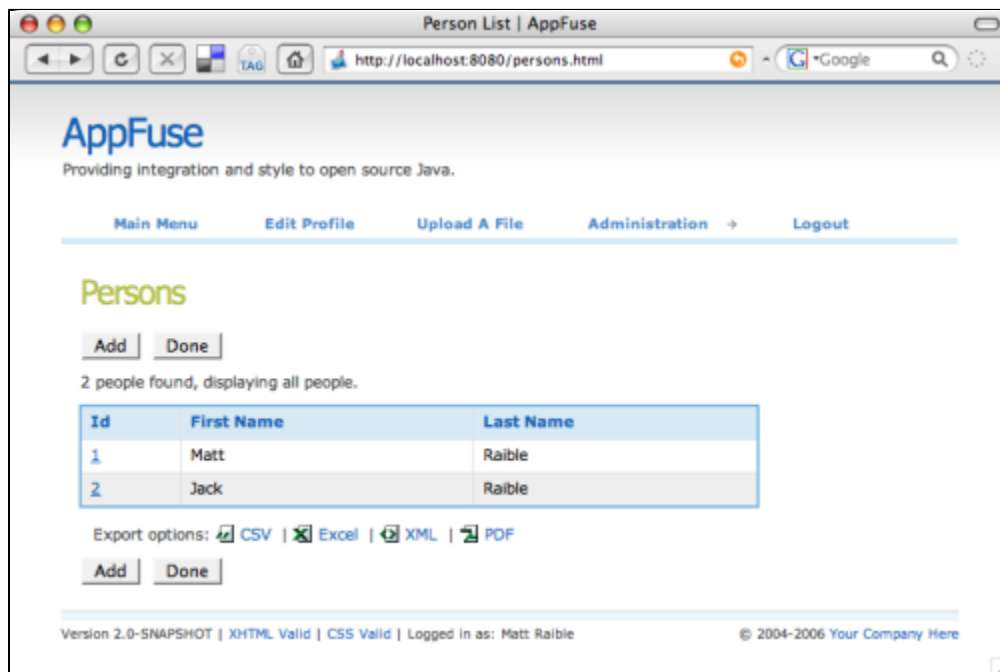 Person List | AppFuse
TAG http://localhost:8080/persons.html G Google
AppFuse
Providing integration and style to open source Java.
Main Menu Edit Profile Upload A File Administration → Logout
Persons
Add Done
2 people found, displaying all people.
Id First Name Last Name
1 Matt Raible
2 Jack Raible
Export options: CSV | Excel | XML | PDF
Add Done
Version 2.0-SNAPSHOT | XHTML Valid | CSS Valid | Logged in as: Matt Raible © 2004-2006 Your Company Here